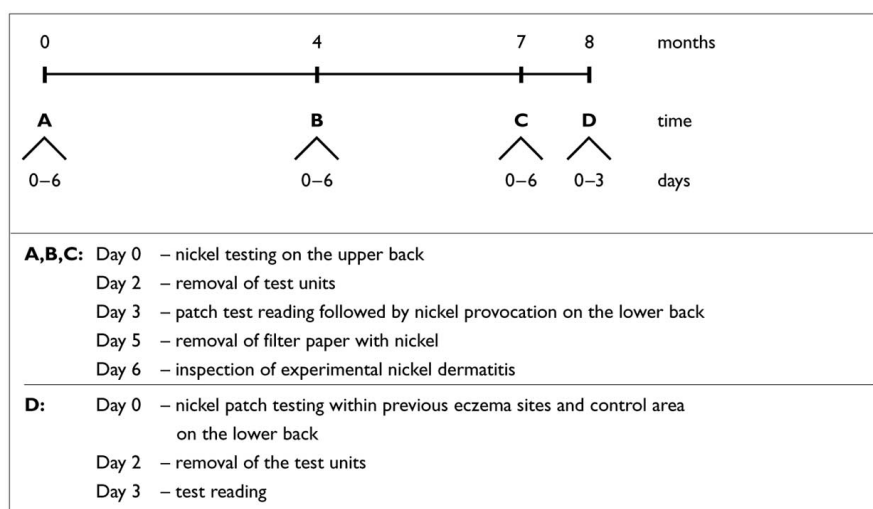 0 4 7 8 months
A B C D time
0–6 0–6 0–6 0–3 days
A,B,C: Day 0 – nickel testing on the upper back
Day 2 – removal of test units
Day 3 – patch test reading followed by nickel provocation on the lower back
Day 5 – removal of filter paper with nickel
Day 6 – inspection of experimental nickel dermatitis
D: Day 0 – nickel patch testing within previous eczema sites and control area
on the lower back
Day 2 – removal of the test units
Day 3 – test reading